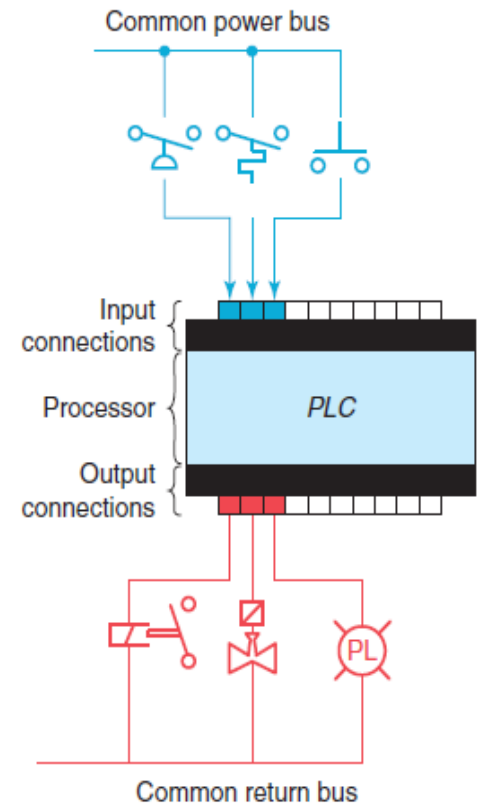 Common power bus
Input
connections
Processor
PLC
Output
connections
PL
Common return bus